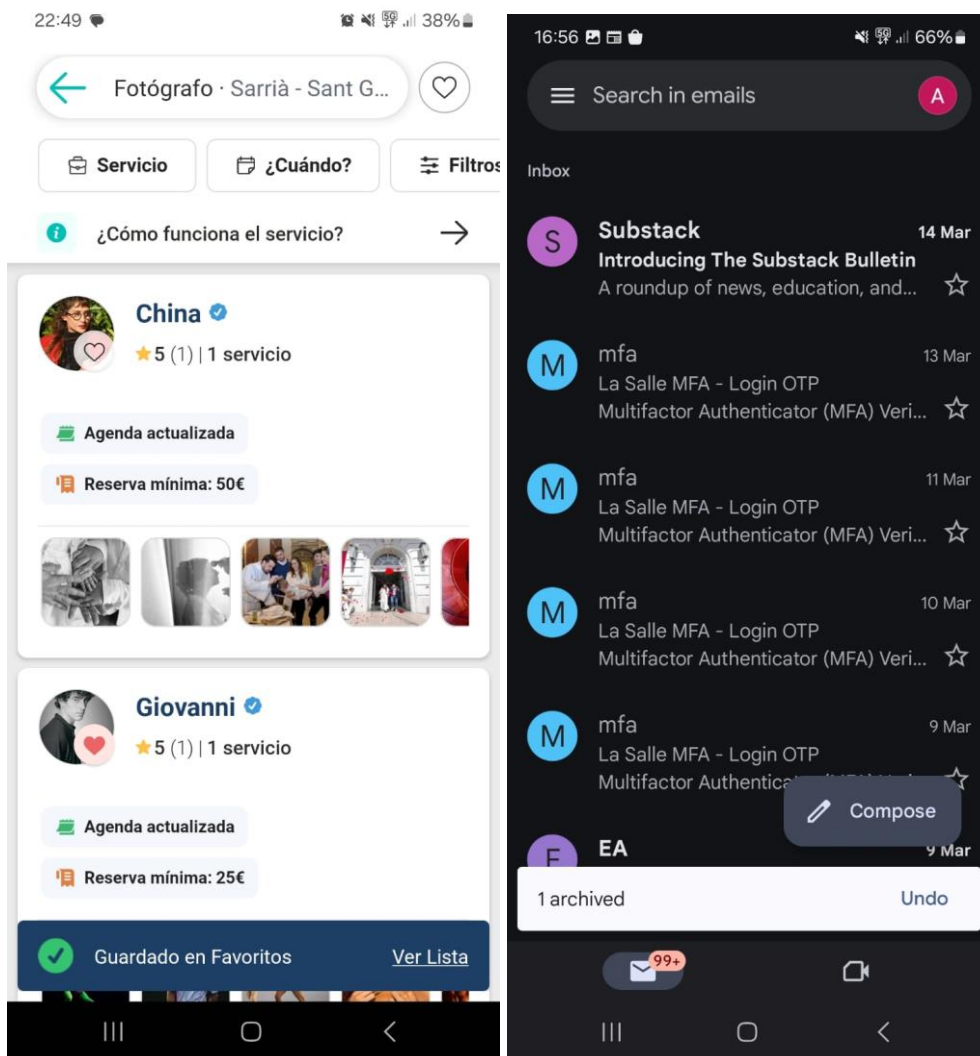 22:49
5G
38%
Fotógrafo · Sarrià - Sant G...
Servicio
¿Cuándo?
Filtros
¿Cómo funciona el servicio?
China
5 (1) | 1 servicio
Agenda actualizada
Reserva mínima: 50€
Giovanni
5 (1) | 1 servicio
Agenda actualizada
Reserva mínima: 25€
Guardado en Favoritos
Ver Lista
16:56
5G
66%
Search in emails
A
Inbox
S
Substack
14 Mar
Introducing The Substack Bulletin
A roundup of news, education, and...
M
mfa
13 Mar
La Salle MFA - Login OTP
Multifactor Authenticator (MFA) Veri...
M
mfa
11 Mar
La Salle MFA - Login OTP
Multifactor Authenticator (MFA) Veri...
M
mfa
10 Mar
La Salle MFA - Login OTP
Multifactor Authenticator (MFA) Veri...
M
mfa
9 Mar
La Salle MFA - Login OTP
Multifactor
Compose
E
EA
9 Mar
1 archived
Undo
99+